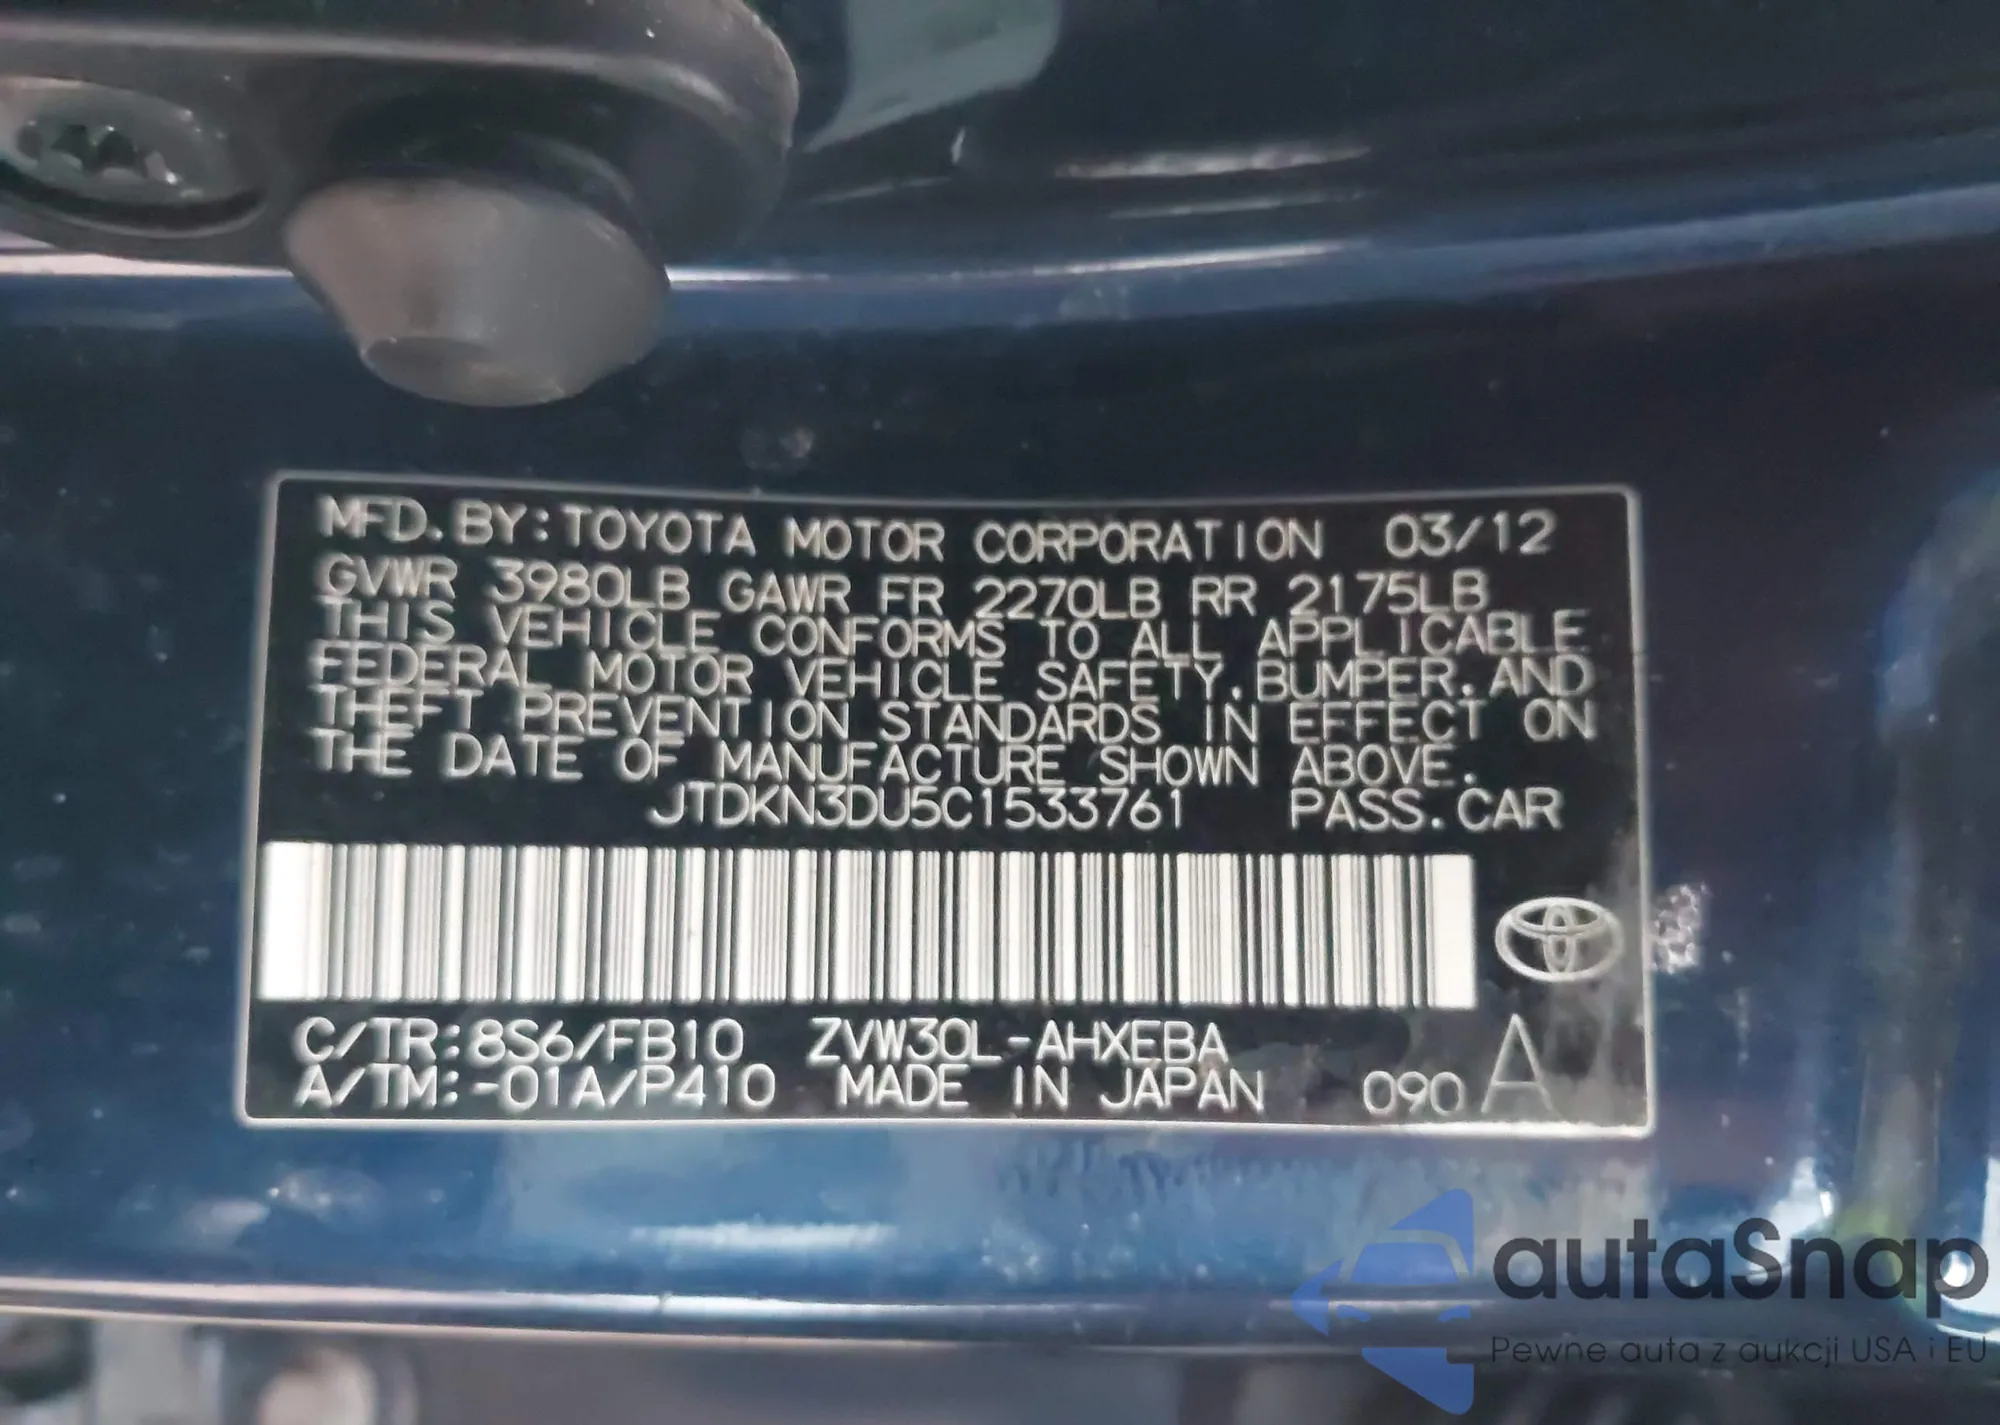 MFD.BY:TOYOTA MOTOR CORPORATION 03/12
GVWR 3980LB GAWR FR 2270LB RR 2175LB
THIS VEHICLE CONFORMS TO ALL APPLICABLE
FEDERAL MOTOR VEHICLE SAFETY,BUMPER,AND
THEFT PREVENTION STANDARDS IN EFFECT ON
THE DATE OF MANUFACTURE SHOWN ABOVE.
JTDKN3DU5C1533761 PASS.CAR
C/TR:8S6/FB10 ZVW30L-AHXEBA
A/TM:-01A/P410 MADE IN JAPAN 090 A
autaSnap
Pewne auta z aukcji USA i EU